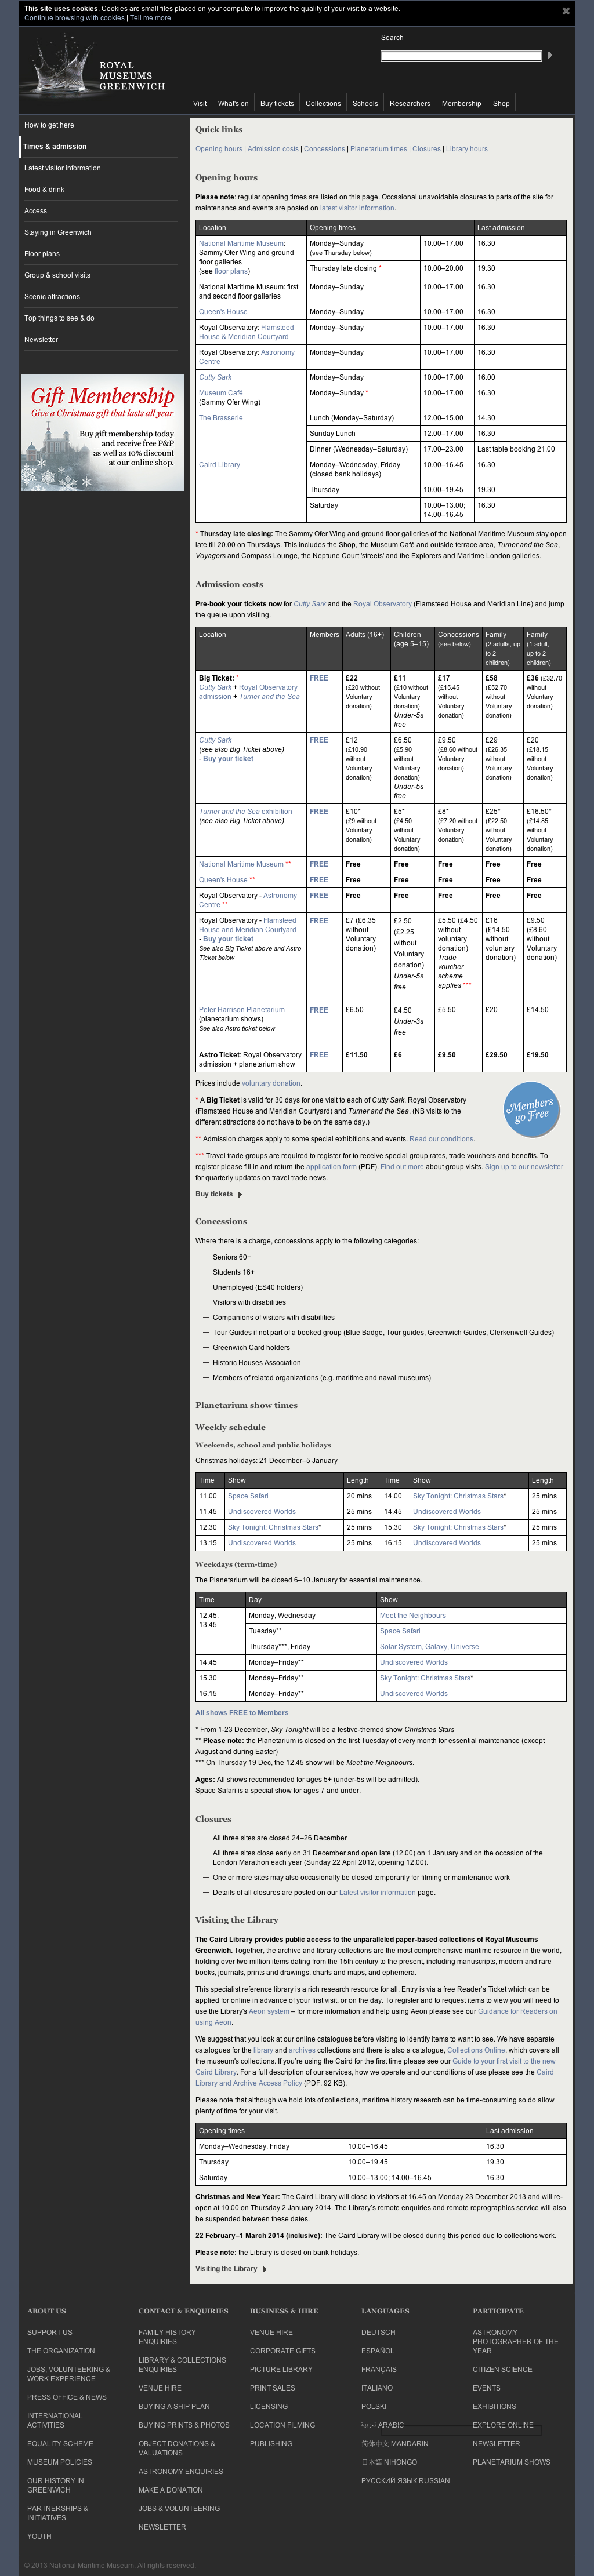 This site uses cookies. Cookies are small files placed on your computer to improve the quality of your visit to a website.
Continue browsing with cookies | Tell me more
Search
ROYAL
MUSEUMS
GREENWICH
Visit What's on Buy tickets Collections Schools Researchers Membership Shop
How to get here
Times & admission
Latest visitor information
Food & drink
Access
Staying in Greenwich
Floor plans
Group & school visits
Scenic attractions
Top things to see & do
Newsletter
Gift Membership
Give a Christmas gift that lasts all year
Buy gift membership today
and receive free P&P
as well as 10% discount
at our online shop.
Quick links
Opening hours | Admission costs | Concessions | Planetarium times | Closures | Library hours
Opening hours
Please note: regular opening times are listed on this page. Occasional unavoidable closures to parts of the site for
maintenance and events are posted on latest visitor information.
Location Opening times Last admission
National Maritime Museum:
Sammy Ofer Wing and ground
floor galleries
(see floor plans)
Monday–Sunday 10.00–17.00 16.30
(see Thursday below)
Thursday late closing * 10.00–20.00 19.30
National Maritime Museum: first
and second floor galleries
Monday–Sunday 10.00–17.00 16.30
Queen's House Monday–Sunday 10.00–17.00 16.30
Royal Observatory: Flamsteed
House & Meridian Courtyard
Monday–Sunday 10.00–17.00 16.30
Royal Observatory: Astronomy
Centre
Monday–Sunday 10.00–17.00 16.30
Cutty Sark Monday–Sunday 10.00–17.00 16.00
Museum Café
(Sammy Ofer Wing)
Monday–Sunday * 10.00–17.00 16.30
The Brasserie Lunch (Monday–Saturday) 12.00–15.00 14.30
Sunday Lunch 12.00–17.00 16.30
Dinner (Wednesday–Saturday) 17.00–23.00 Last table booking 21.00
Caird Library Monday–Wednesday, Friday 10.00–16.45 16.30
(closed bank holidays)
Thursday 10.00–19.45 19.30
Saturday 10.00–13.00; 16.30
14.00–16.45
* Thursday late closing: The Sammy Ofer Wing and ground floor galleries of the National Maritime Museum stay open
late till 20.00 on Thursdays. This includes the Shop, the Museum Café and outside terrace area, Turner and the Sea,
Voyagers and Compass Lounge, the Neptune Court 'streets' and the Explorers and Maritime London galleries.
Admission costs
Pre-book your tickets now for Cutty Sark and the Royal Observatory (Flamsteed House and Meridian Line) and jump
the queue upon visiting.
Location Members Adults (16+) Children
(age 5–15)
Concessions
(see below)
Family
(2 adults, up
to 2
children)
Family
(1 adult,
up to 2
children)
Big Ticket: *
Cutty Sark + Royal Observatory
admission + Turner and the Sea
FREE
£22
(£20 without
Voluntary
donation)
£11
(£10 without
Voluntary
donation)
Under-5s
free
£17
(£15.45
without
Voluntary
donation)
£58
(£52.70
without
Voluntary
donation)
£36 (£32.70
without
Voluntary
donation)
Cutty Sark
(see also Big Ticket above)
- Buy your ticket
FREE
£12
(£10.90
without
Voluntary
donation)
£6.50
(£5.90
without
Voluntary
donation)
Under-5s
free
£9.50
(£8.60 without
Voluntary
donation)
£29
(£26.35
without
Voluntary
donation)
£20
(£18.15
without
Voluntary
donation)
Turner and the Sea exhibition
(see also Big Ticket above)
FREE
£10*
(£9 without
Voluntary
donation)
£5*
(£4.50
without
Voluntary
donation)
£8*
(£7.20 without
Voluntary
donation)
£25*
(£22.50
without
Voluntary
donation)
£16.50*
(£14.85
without
Voluntary
donation)
National Maritime Museum ** FREE Free Free Free Free Free
Queen's House ** FREE Free Free Free Free Free
Royal Observatory - Astronomy
Centre **
FREE Free Free Free Free Free
Royal Observatory - Flamsteed
House and Meridian Courtyard
- Buy your ticket
See also Big Ticket above and Astro
Ticket below
FREE
£7 (£6.35
without
Voluntary
donation)
£2.50
(£2.25
without
Voluntary
donation)
Under-5s
free
£5.50 (£4.50
without
voluntary
donation)
Trade
voucher
scheme
applies ***
£16
(£14.50
without
voluntary
donation)
£9.50
(£8.60
without
Voluntary
donation)
Peter Harrison Planetarium
(planetarium shows)
See also Astro ticket below
FREE
£6.50
£4.50
Under-3s
free
£5.50
£20
£14.50
Astro Ticket: Royal Observatory
admission + planetarium show
FREE £11.50 £6 £9.50 £29.50 £19.50
Prices include voluntary donation.
* A Big Ticket is valid for 30 days for one visit to each of Cutty Sark, Royal Observatory
(Flamsteed House and Meridian Courtyard) and Turner and the Sea. (NB visits to the
different attractions do not have to be on the same day.)
Members
go Free
** Admission charges apply to some special exhibitions and events. Read our conditions.
*** Travel trade groups are required to register for to receive special group rates, trade vouchers and benefits. To
register please fill in and return the application form (PDF). Find out more about group visits. Sign up to our newsletter
for quarterly updates on travel trade news.
Buy tickets
Concessions
Where there is a charge, concessions apply to the following categories:
— Seniors 60+
— Students 16+
— Unemployed (ES40 holders)
— Visitors with disabilities
— Companions of visitors with disabilities
— Tour Guides if not part of a booked group (Blue Badge, Tour guides, Greenwich Guides, Clerkenwell Guides)
— Greenwich Card holders
— Historic Houses Association
— Members of related organizations (e.g. maritime and naval museums)
Planetarium show times
Weekly schedule
Weekends, school and public holidays
Christmas holidays: 21 December–5 January
Time Show Length Time Show Length
11.00 Space Safari 20 mins 14.00 Sky Tonight: Christmas Stars* 25 mins
11.45 Undiscovered Worlds 25 mins 14.45 Undiscovered Worlds 25 mins
12.30 Sky Tonight: Christmas Stars* 25 mins 15.30 Sky Tonight: Christmas Stars* 25 mins
13.15 Undiscovered Worlds 25 mins 16.15 Undiscovered Worlds 25 mins
Weekdays (term-time)
The Planetarium will be closed 6–10 January for essential maintenance.
Time Day Show
12.45,
13.45
Monday, Wednesday Meet the Neighbours
Tuesday** Space Safari
Thursday***, Friday Solar System, Galaxy, Universe
14.45 Monday–Friday** Undiscovered Worlds
15.30 Monday–Friday** Sky Tonight: Christmas Stars*
16.15 Monday–Friday** Undiscovered Worlds
All shows FREE to Members
* From 1-23 December, Sky Tonight will be a festive-themed show Christmas Stars
** Please note: the Planetarium is closed on the first Tuesday of every month for essential maintenance (except
August and during Easter)
*** On Thursday 19 Dec, the 12.45 show will be Meet the Neighbours.
Ages: All shows recommended for ages 5+ (under-5s will be admitted).
Space Safari is a special show for ages 7 and under.
Closures
— All three sites are closed 24–26 December
— All three sites close early on 31 December and open late (12.00) on 1 January and on the occasion of the
London Marathon each year (Sunday 22 April 2012, opening 12.00).
— One or more sites may also occasionally be closed temporarily for filming or maintenance work
— Details of all closures are posted on our Latest visitor information page.
Visiting the Library
The Caird Library provides public access to the unparalleled paper-based collections of Royal Museums
Greenwich. Together, the archive and library collections are the most comprehensive maritime resource in the world,
holding over two million items dating from the 15th century to the present, including manuscripts, modern and rare
books, journals, prints and drawings, charts and maps, and ephemera.
This specialist reference library is a rich research resource for all. Entry is via a free Reader's Ticket which can be
applied for online in advance of your first visit, or on the day. To register and to request items to view you will need to
use the Library's Aeon system – for more information and help using Aeon please see our Guidance for Readers on
using Aeon.
We suggest that you look at our online catalogues before visiting to identify items to want to see. We have separate
catalogues for the library and archives collections and there is also a catalogue, Collections Online, which covers all
the museum's collections. If you're using the Caird for the first time please see our Guide to your first visit to the new
Caird Library. For a full description of our services, how we operate and our conditions of use please see the Caird
Library and Archive Access Policy (PDF, 92 KB).
Please note that although we hold lots of collections, maritime history research can be time-consuming so do allow
plenty of time for your visit.
Opening times Last admission
Monday–Wednesday, Friday 10.00–16.45 16.30
Thursday 10.00–19.45 19.30
Saturday 10.00–13.00; 14.00–16.45 16.30
Christmas and New Year: The Caird Library will close to visitors at 16.45 on Monday 23 December 2013 and will re-
open at 10.00 on Thursday 2 January 2014. The Library's remote enquiries and remote reprographics service will also
be suspended between these dates.
22 February–1 March 2014 (inclusive): The Caird Library will be closed during this period due to collections work.
Please note: the Library is closed on bank holidays.
Visiting the Library
ABOUT US
SUPPORT US
THE ORGANIZATION
JOBS, VOLUNTEERING &
WORK EXPERIENCE
PRESS OFFICE & NEWS
INTERNATIONAL
ACTIVITIES
EQUALITY SCHEME
MUSEUM POLICIES
OUR HISTORY IN
GREENWICH
PARTNERSHIPS &
INITIATIVES
YOUTH
CONTACT & ENQUIRIES
FAMILY HISTORY
ENQUIRIES
LIBRARY & COLLECTIONS
ENQUIRIES
VENUE HIRE
BUYING A SHIP PLAN
BUYING PRINTS & PHOTOS
OBJECT DONATIONS &
VALUATIONS
ASTRONOMY ENQUIRIES
MAKE A DONATION
JOBS & VOLUNTEERING
NEWSLETTER
BUSINESS & HIRE
VENUE HIRE
CORPORATE GIFTS
PICTURE LIBRARY
PRINT SALES
LICENSING
LOCATION FILMING
PUBLISHING
LANGUAGES
DEUTSCH
ESPAÑOL
FRANÇAIS
ITALIANO
POLSKI
العربية ARABIC
简体中文 MANDARIN
日本語 NIHONGO
РУССКИЙ ЯЗЫК RUSSIAN
PARTICIPATE
ASTRONOMY
PHOTOGRAPHER OF THE
YEAR
CITIZEN SCIENCE
EVENTS
EXHIBITIONS
EXPLORE ONLINE
NEWSLETTER
PLANETARIUM SHOWS
© 2013 National Maritime Museum. All rights reserved.